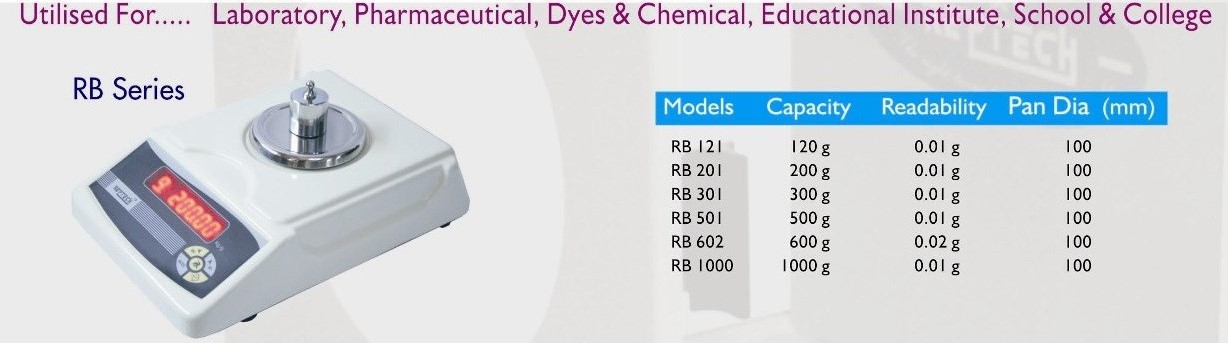 Utilised For..... Laboratory, Pharmaceutical, Dyes & Chemical, Educational Institute, School & College
RB Series
200.00
Models Capacity Readability Pan Dia (mm)
RB 121 120 g 0.01 g 100
RB 201 200 g 0.01 g 100
RB 301 300 g 0.01 g 100
RB 501 500 g 0.01 g 100
RB 602 600 g 0.02 g 100
RB 1000 1000 g 0.01 g 100